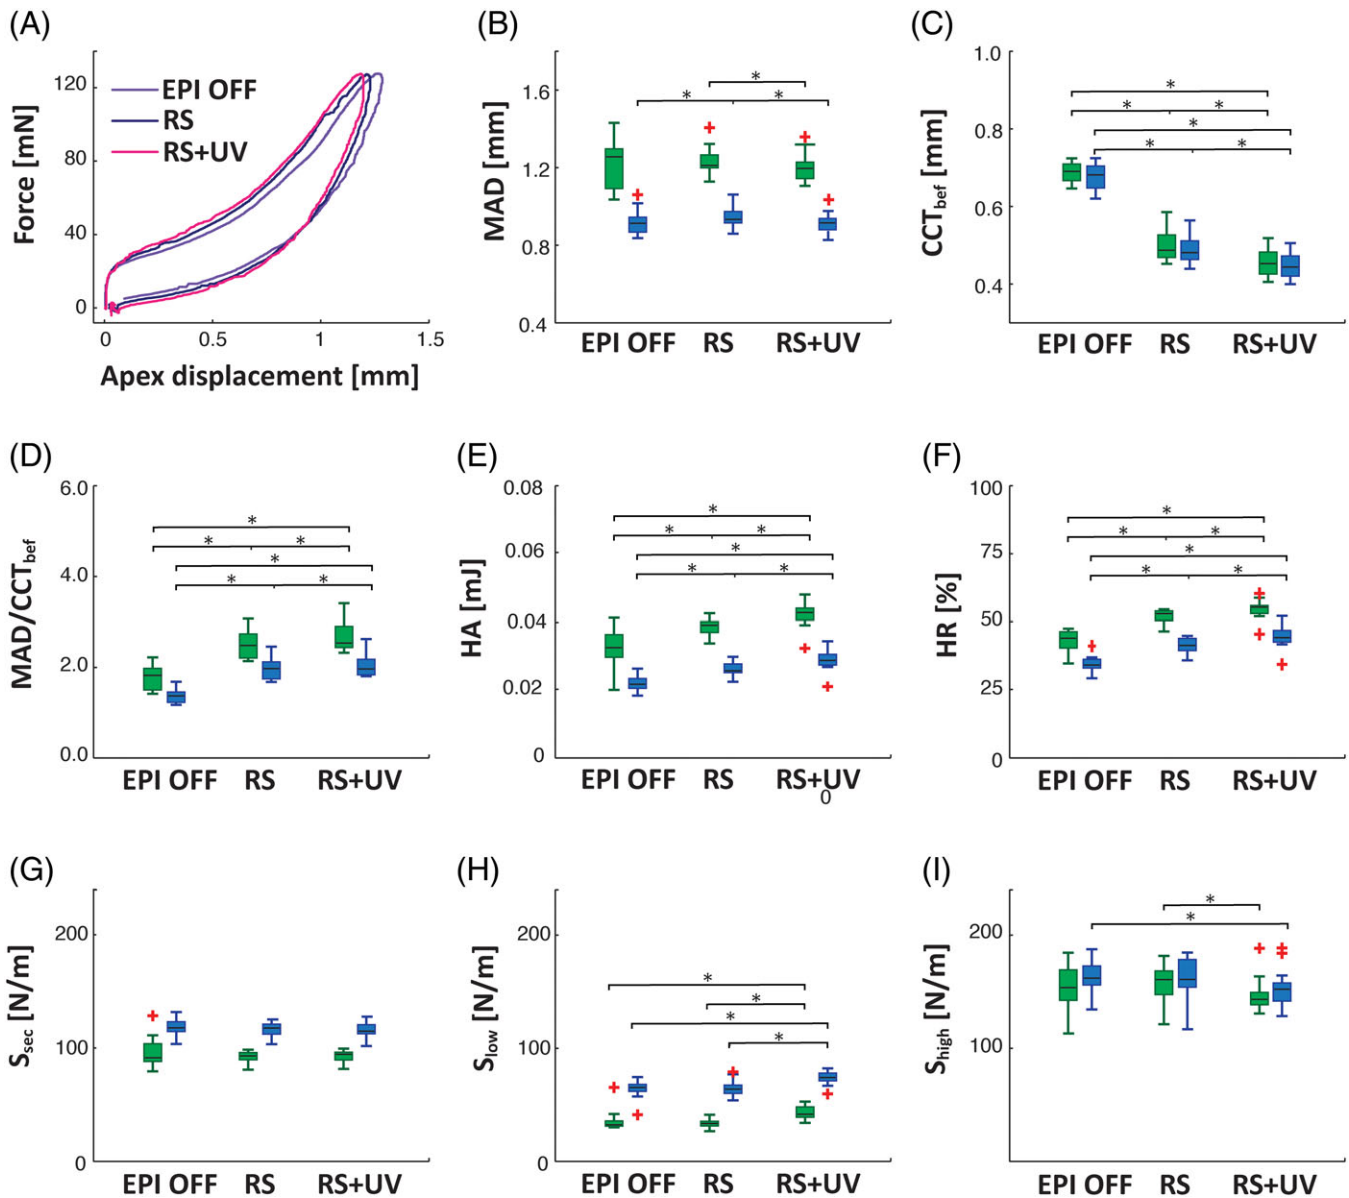 (A)
Force [mN]
120
80
40
0
EPI OFF
RS
RS+UV
0
0.5
1
1.5
Apex displacement [mm]
(B)
MAD [mm]
1.6
1.2
0.8
0.4
*
* *
EPI OFF RS RS+UV
(C)
CCTbef [mm]
1.0
0.8
0.6
0.4
*
* *
*
* *
EPI OFF RS RS+UV
(D)
MAD/CCTbef
6.0
4.0
2.0
0.0
*
* *
*
* *
EPI OFF RS RS+UV
(E)
HA [mJ]
0.08
0.06
0.04
0.02
0
*
* *
*
* *
EPI OFF RS RS+UV
0
(F)
HR [%]
100
75
50
25
0
*
* *
*
* *
EPI OFF RS RS+UV
(G)
Ssec [N/m]
200
100
0
EPI OFF RS RS+UV
(H)
Slow [N/m]
200
100
0
*
*
*
*
EPI OFF RS RS+UV
(I)
Shigh [N/m]
200
100
*
*
EPI OFF RS RS+UV